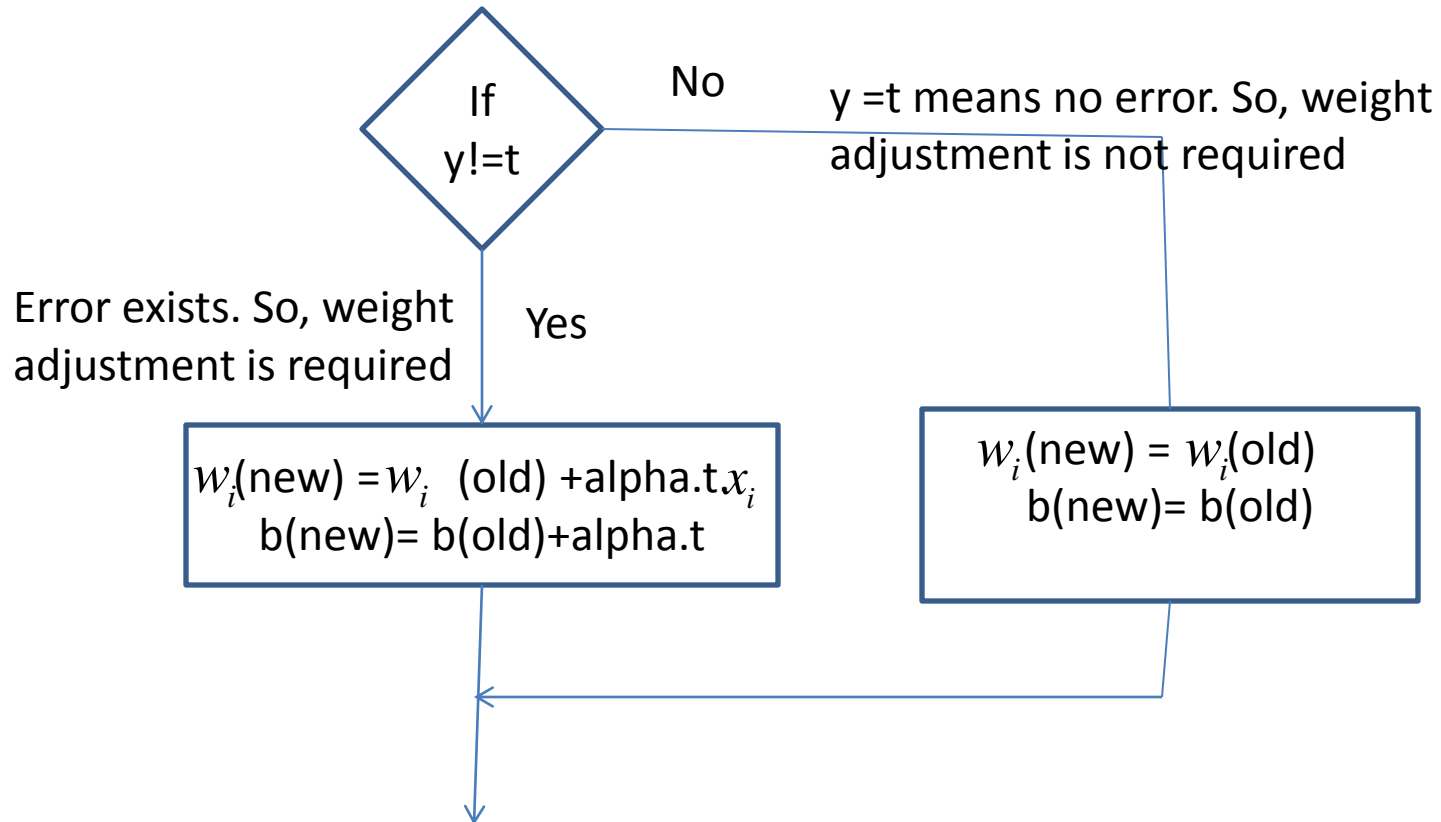 If
y!=t
No
y =t means no error. So, weight
adjustment is not required
Error exists. So, weight
adjustment is required
Yes
wᵢ(new) =wᵢ (old) +alpha.t.xᵢ
b(new)= b(old)+alpha.t
wᵢ(new) = wᵢ(old)
b(new)= b(old)